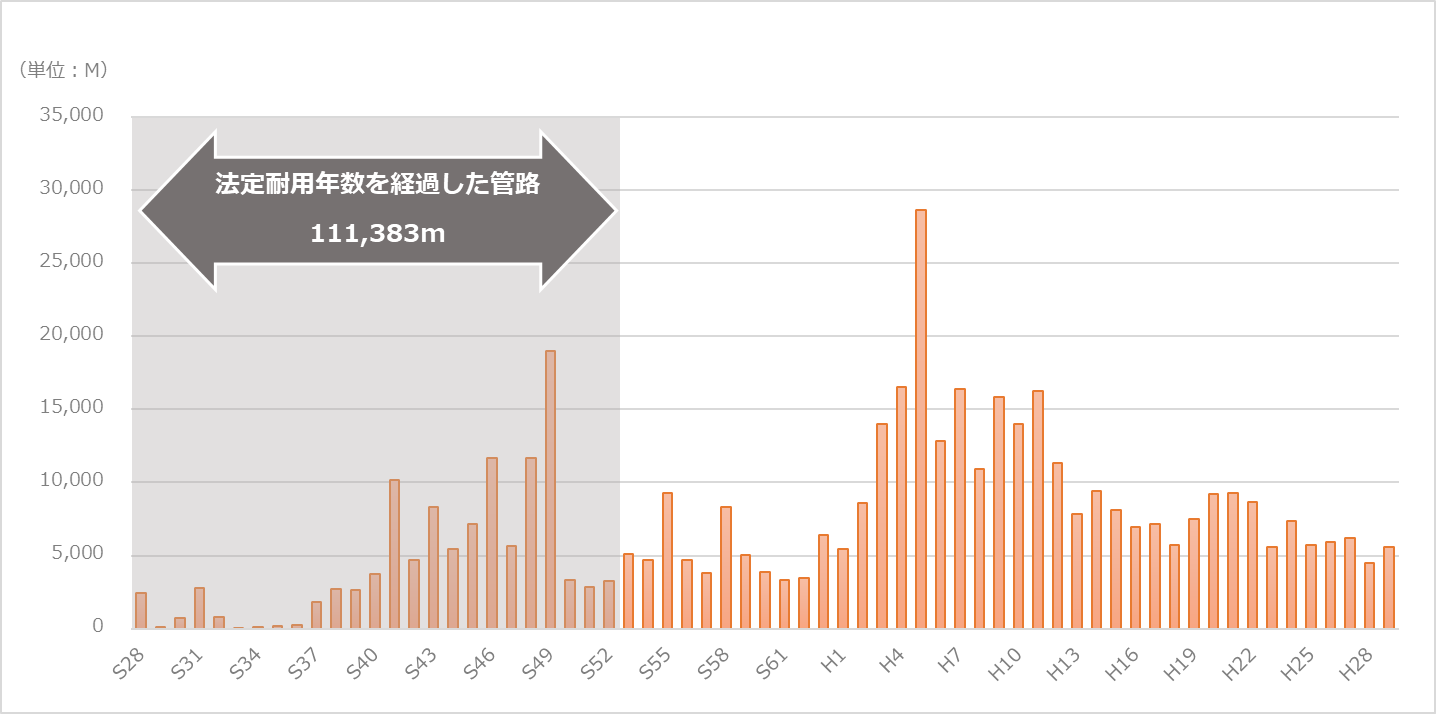 （単位：M）
35,000
30,000
25,000
20,000
15,000
10,000
5,000
0
法定耐用年数を経過した管路
111,383m
S28
S31
S34
S37
S40
S43
S46
S49
S52
S55
S58
S61
H1
H4
H7
H10
H13
H16
H19
H22
H25
H28